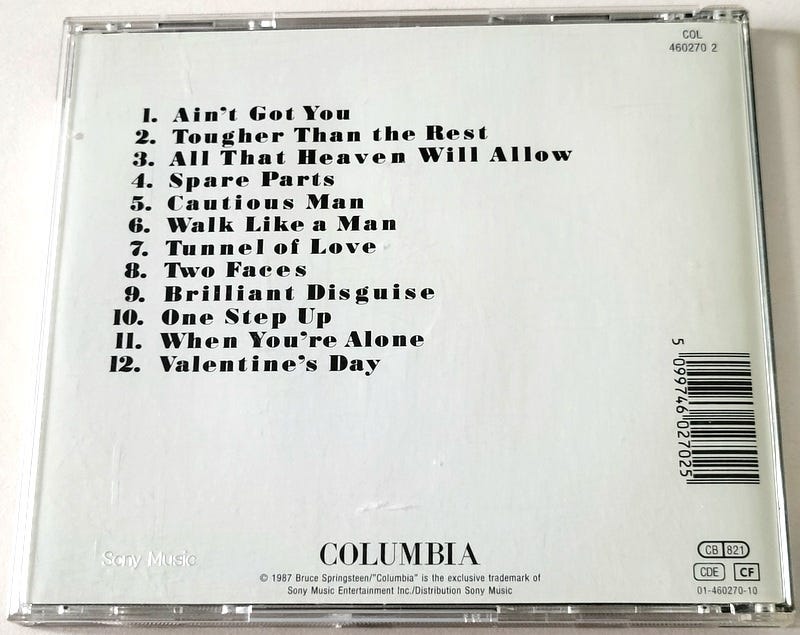 COL
460270 2
1. Ain't Got You
2. Tougher Than the Rest
3. All That Heaven Will Allow
4. Spare Parts
5. Cautious Man
6. Walk Like a Man
7. Tunnel of Love
8. Two Faces
9. Brilliant Disguise
10. One Step Up
11. When You're Alone
12. Valentine's Day
5 099746 027025
Sony Music
COLUMBIA
© 1987 Bruce Springsteen/"Columbia" is the exclusive trademark of
Sony Music Entertainment Inc./Distribution Sony Music
CB 821
CDE CF
01-460270-10